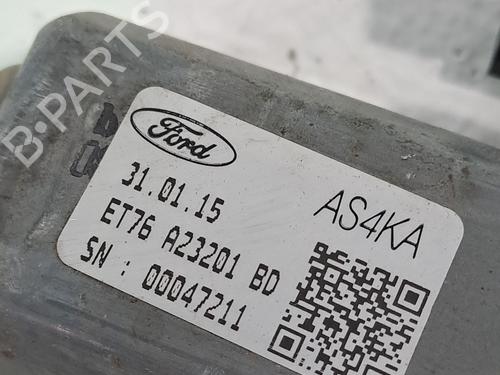 B-PARTS
Ford
31.01.15
AS4KA
ET76 A23201 BD
SN : 00047211